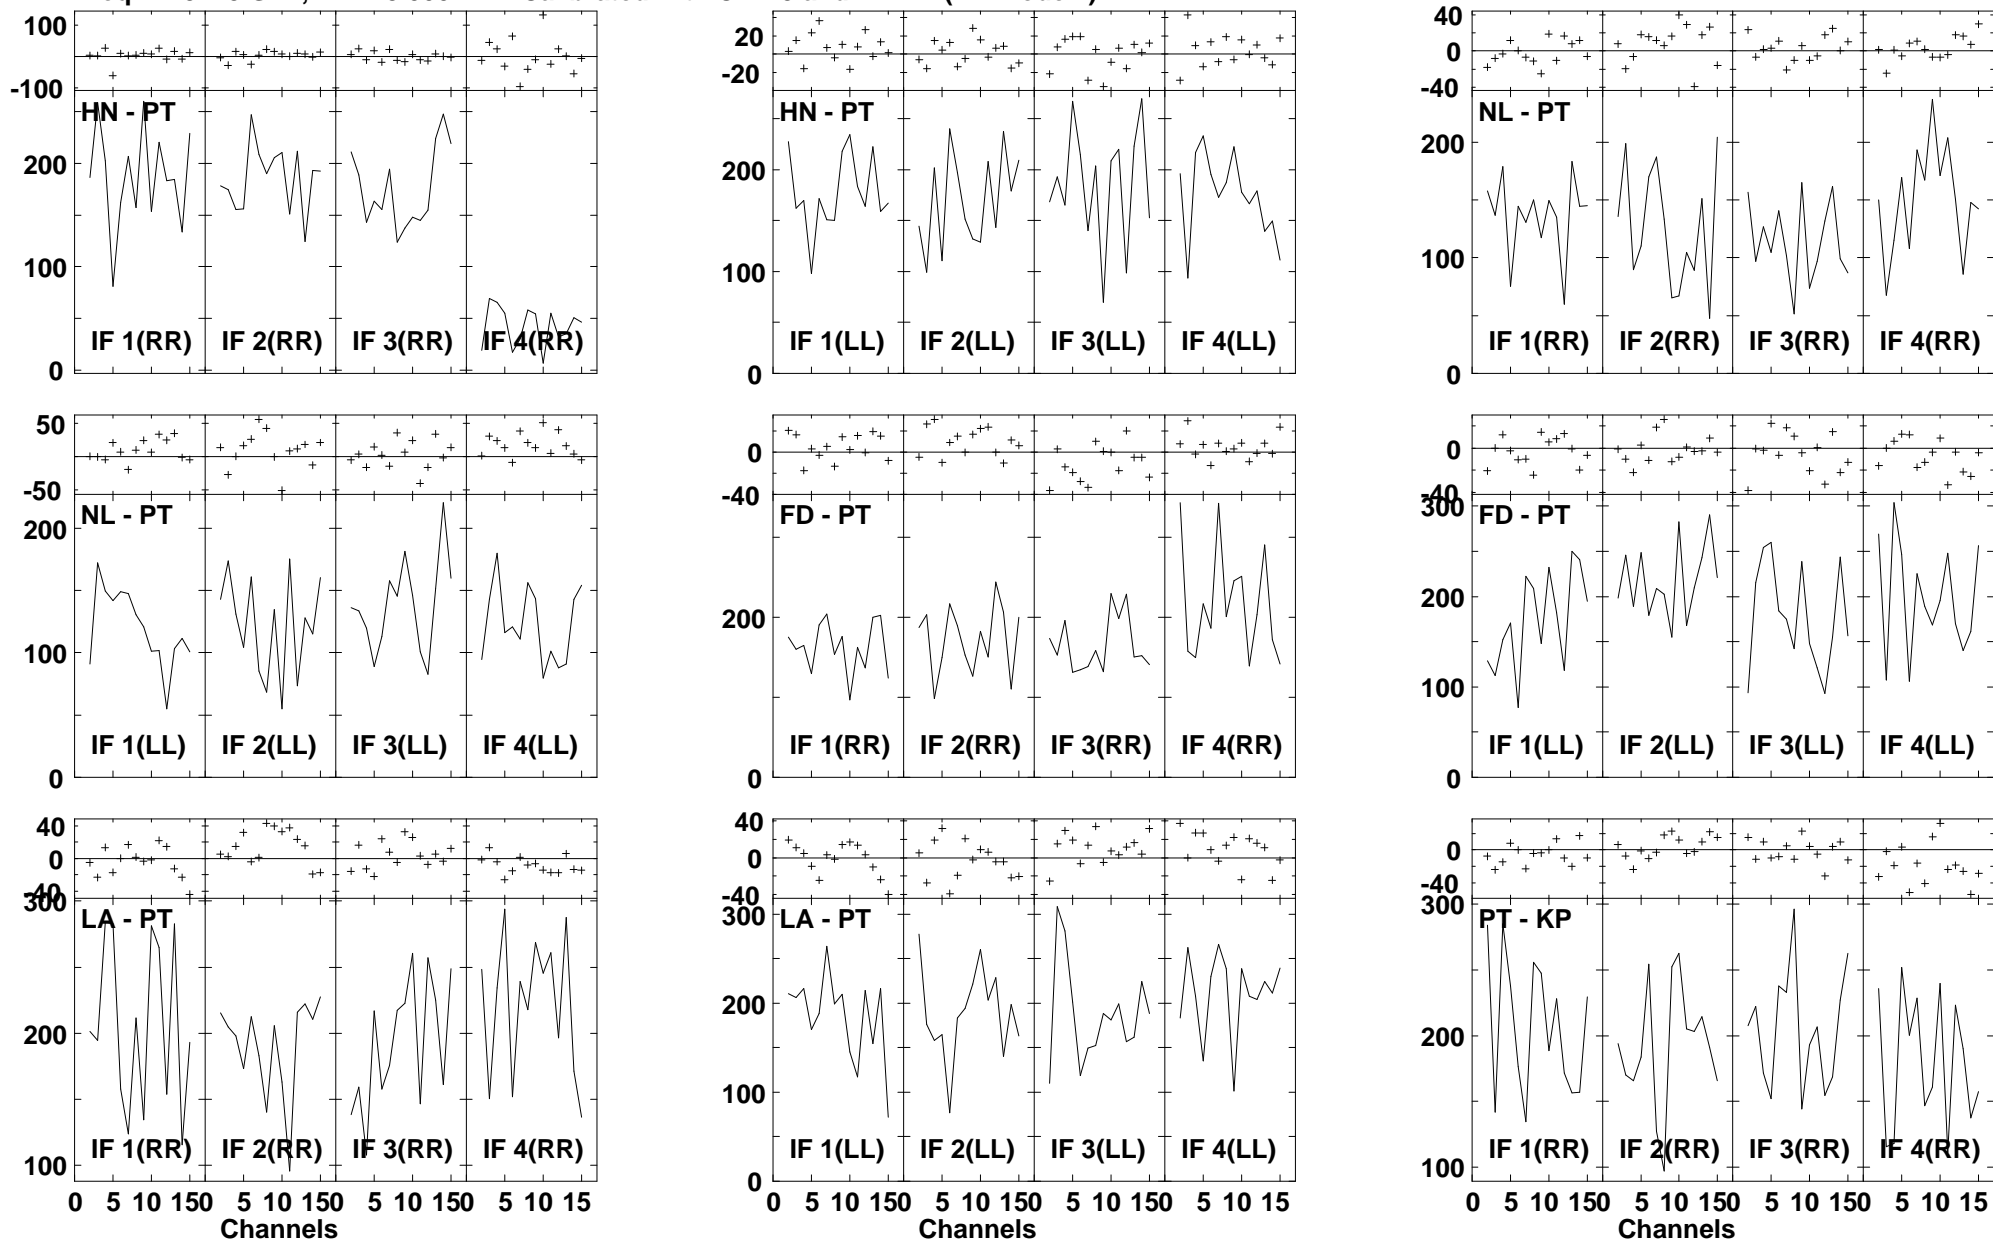 100 20 40
-100 -20 0
-40
HN - PT HN - PT NL - PT
200 200 200
100 100 100
IF 1(RR) IF 2(RR) IF 3(RR) IF 4(RR) IF 1(LL) IF 2(LL) IF 3(LL) IF 4(LL) IF 1(RR) IF 2(RR) IF 3(RR) IF 4(RR)
0 0 0
50 0 0
-50 -40 -40
NL - PT FD - PT 300 FD - PT
200 200 200
100 100
IF 1(LL) IF 2(LL) IF 3(LL) IF 4(LL) IF 1(RR) IF 2(RR) IF 3(RR) IF 4(RR) IF 1(LL) IF 2(LL) IF 3(LL) IF 4(LL)
0 0 0
40 40 0
0 0 -40
-40 -40
300 LA - PT 300 LA - PT 300 PT - KP
200 200 200
100 100 100
IF 1(RR) IF 2(RR) IF 3(RR) IF 4(RR) IF 1(LL) IF 2(LL) IF 3(LL) IF 4(LL) IF 1(RR) IF 2(RR) IF 3(RR) IF 4(RR)
0
0 5 10 150 5 10 150 5 10 150 5 10 15 0 5 10 150 5 10 150 5 10 150 5 10 15 0 5 10 150 5 10 150 5 10 150 5 10 15
Channels Channels Channels